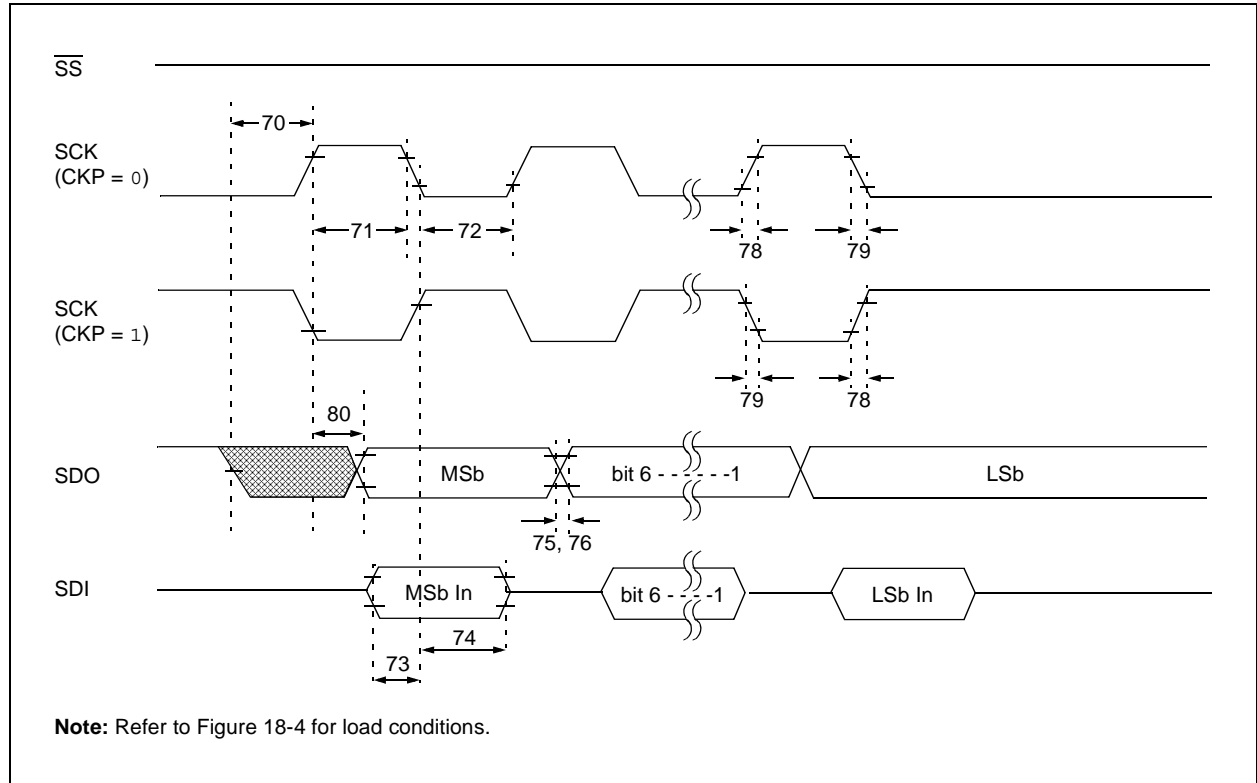 SS
70
SCK
(CKP = 0)
71
72
78
79
SCK
(CKP = 1)
79
78
80
SDO
MSb
bit 6 - - - - - -1
LSb
75, 76
SDI
MSb In
bit 6 - - - - -1
LSb In
74
73
Note: Refer to Figure 18-4 for load conditions.